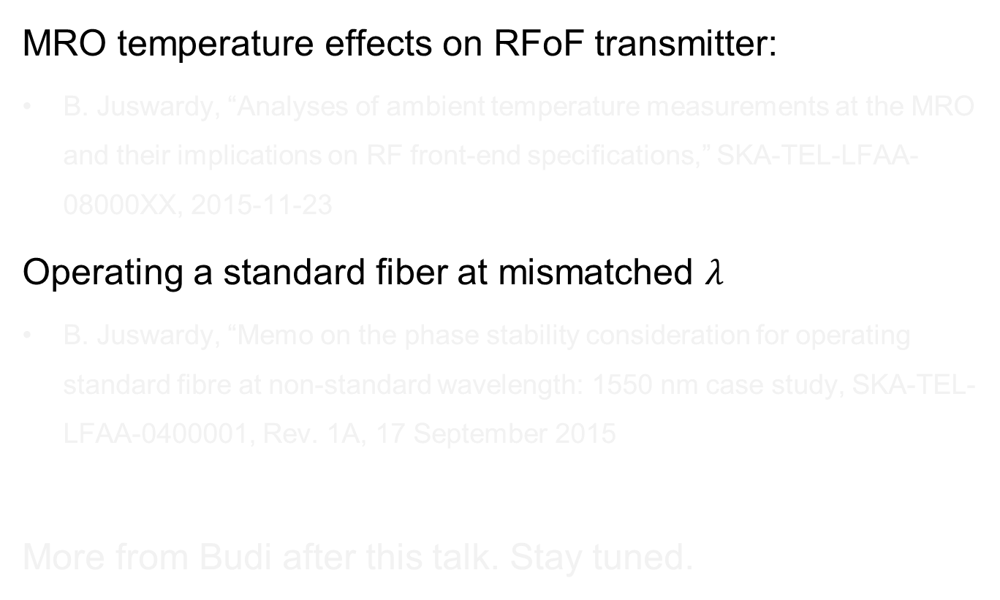 MRO temperature effects on RFoF transmitter:
• B. Juswardy, “Analyses of ambient temperature measurements at the MRO
and their implications on RF front-end specifications,” SKA-TEL-LFAA-
08000XX, 2015-11-23
Operating a standard fiber at mismatched λ
• B. Juswardy, “Memo on the phase stability consideration for operating
standard fibre at non-standard wavelength: 1550 nm case study, SKA-TEL-
LFAA-0400001, Rev. 1A, 17 September 2015
More from Budi after this talk. Stay tuned.